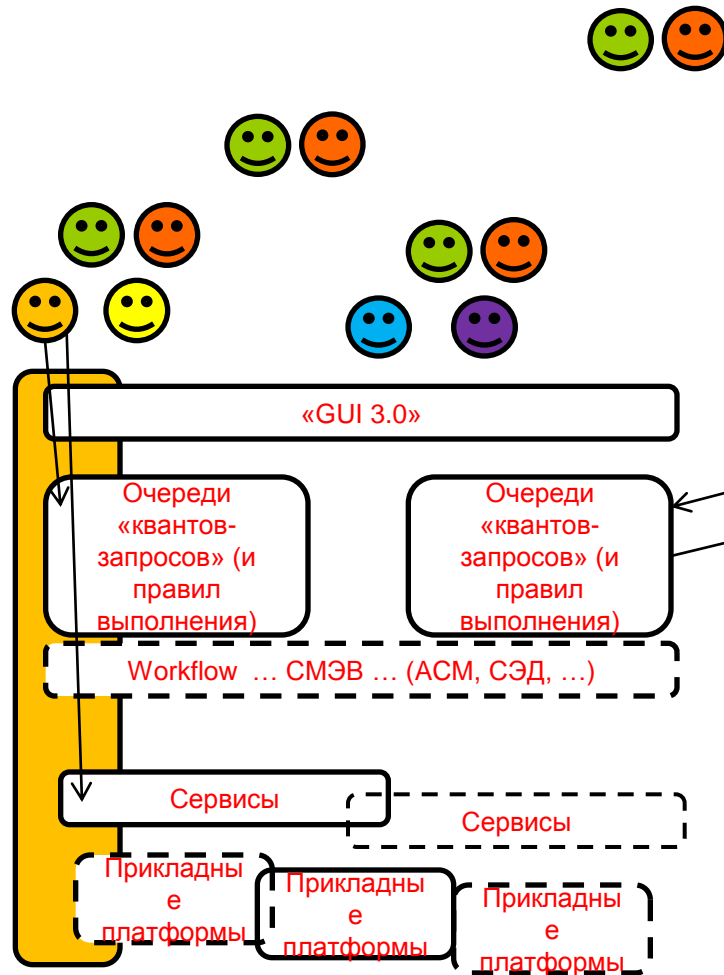 «GUI 3.0»
Очереди
«квантов-
запросов» (и
правил
выполнения)
Очереди
«квантов-
запросов» (и
правил
выполнения)
Workflow … СМЭВ … (АСМ, СЭД, …)
Сервисы
Сервисы
Прикладны
е
платформы
Прикладны
е
платформы
Прикладны
е
платформы